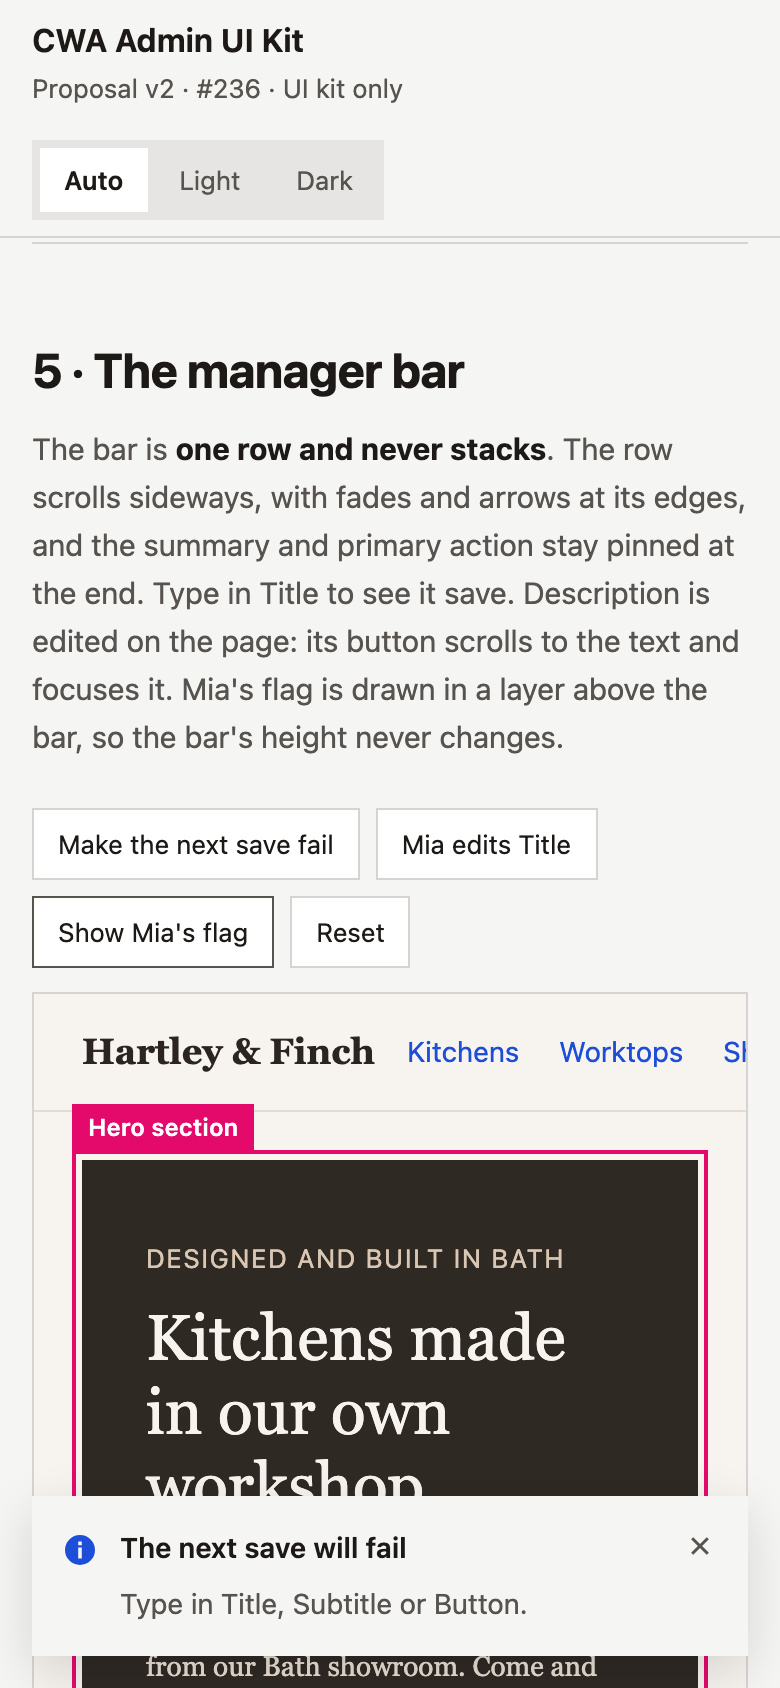 CWA Admin UI Kit
Proposal v2 · #236 · UI kit only
Auto Light Dark
5 · The manager bar
The bar is one row and never stacks. The row
scrolls sideways, with fades and arrows at its edges,
and the summary and primary action stay pinned at
the end. Type in Title to see it save. Description is
edited on the page: its button scrolls to the text and
focuses it. Mia's flag is drawn in a layer above the
bar, so the bar's height never changes.
Make the next save fail
Mia edits Title
Show Mia's flag
Reset
Hartley & Finch Kitchens Worktops
Hero section
DESIGNED AND BUILT IN BATH
Kitchens made
in our own
workshop
The next save will fail
Type in Title, Subtitle or Button.
from our Bath showroom. Come and